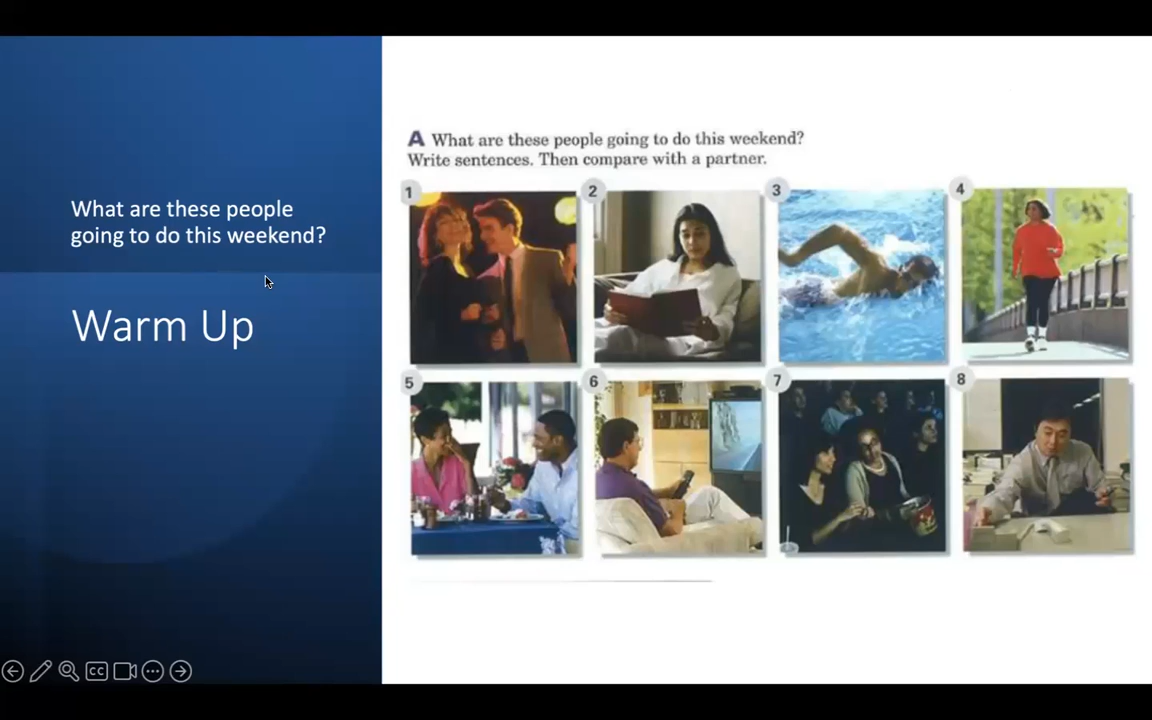 What are these people
going to do this weekend?
Warm Up
A What are these people going to do this weekend?
Write sentences. Then compare with a partner.
1
2
3
4
5
6
7
8
CC